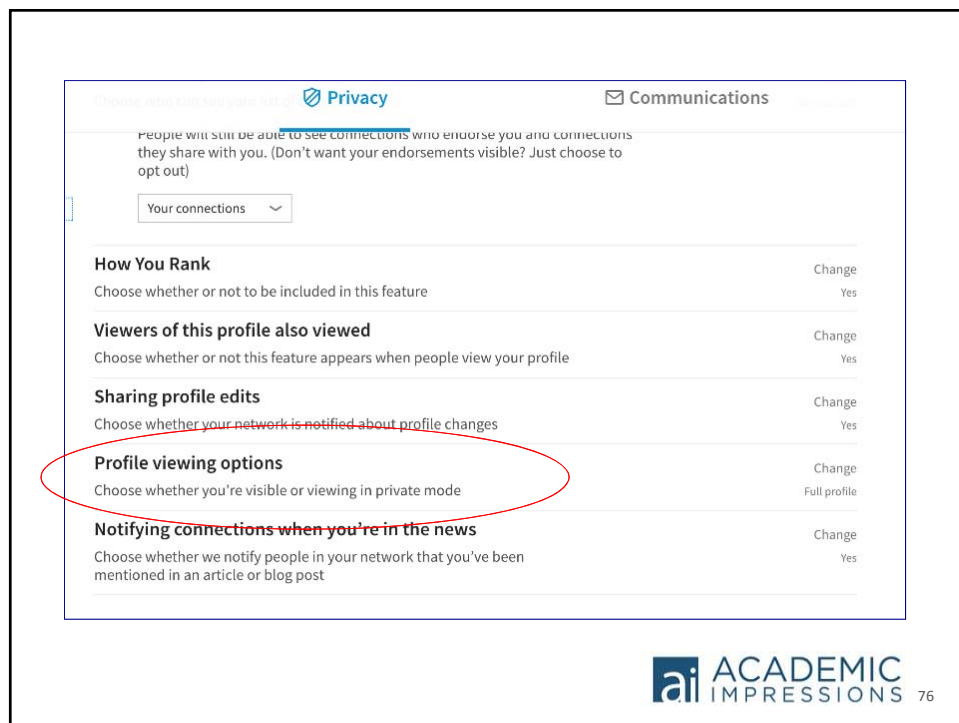 Privacy
Communications
People will still be able to see connections who endorse you and connections
they share with you. (Don't want your endorsements visible? Just choose to
opt out)
Your connections
How You Rank
Change
Choose whether or not to be included in this feature
Yes
Viewers of this profile also viewed
Change
Choose whether or not this feature appears when people view your profile
Yes
Sharing profile edits
Change
Choose whether your network is notified about profile changes
Yes
Profile viewing options
Change
Choose whether you're visible or viewing in private mode
Full profile
Notifying connections when you're in the news
Change
Choose whether we notify people in your network that you've been
Yes
mentioned in an article or blog post
ai ACADEMIC
IMPRESSIONS
76